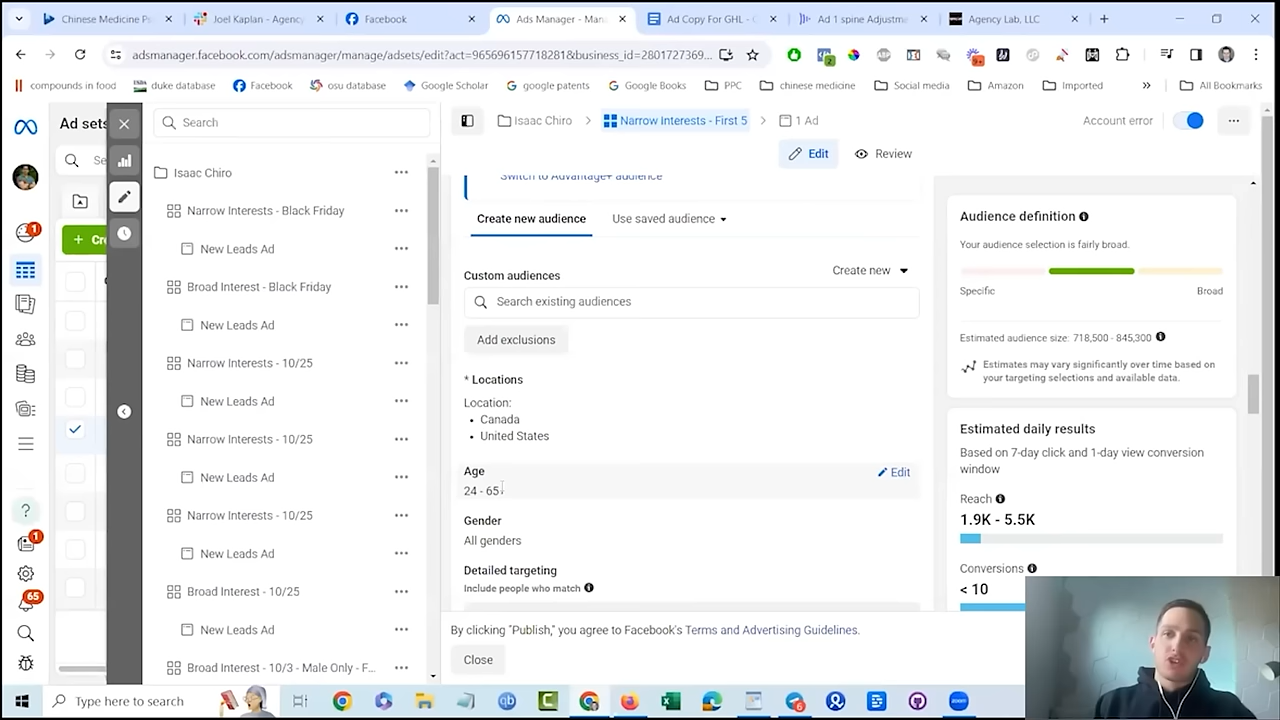 Chinese Medicine Ps
Joel Kaplan - Agency
Facebook
Ads Manager - Mana
Ad Copy For GHL - G
Ad 1 spine Adjustme
Agency Lab, LLC
adsmanager.facebook.com/adsmanager/manage/adsets/edit?act=965696157718281&business_id=2801727369...
compounds in food
duke database
Facebook
osu database
Google Scholar
google patents
Google Books
PPC
chinese medicine
Social media
Amazon
Imported
All Bookmarks
Ad sets
Se
+ Cre
Search
Isaac Chiro
Narrow Interests - Black Friday
New Leads Ad
Broad Interest - Black Friday
New Leads Ad
Narrow Interests - 10/25
New Leads Ad
Narrow Interests - 10/25
New Leads Ad
Narrow Interests - 10/25
New Leads Ad
Broad Interest - 10/25
New Leads Ad
Broad Interest - 10/3 - Male Only - F...
Isaac Chiro > Narrow Interests - First 5 > 1 Ad
Account error
Edit
Review
Switch to Advantage+ audience
Create new audience
Use saved audience
Custom audiences
Create new
Search existing audiences
Add exclusions
* Locations
Location:
• Canada
• United States
Age
Edit
24 - 65+
Gender
All genders
Detailed targeting
Include people who match
By clicking "Publish," you agree to Facebook's Terms and Advertising Guidelines.
Close
Audience definition
Your audience selection is fairly broad.
Specific
Broad
Estimated audience size: 718,500 - 845,300
Estimates may vary significantly over time based on
your targeting selections and available data.
Estimated daily results
Based on 7-day click and 1-day view conversion
window
Reach
1.9K - 5.5K
Conversions
< 10
1
1
65
Type here to search